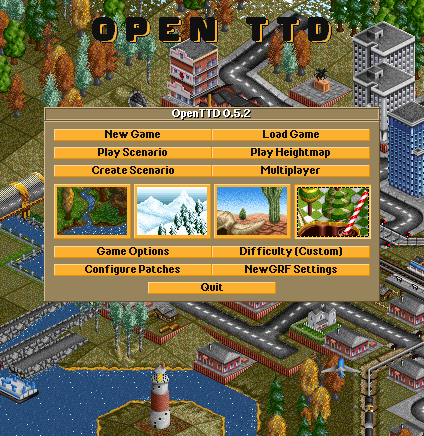 OPEN TTD
OpenTTD 0.5.2
New Game Load Game
Play Scenario Play Heightmap
Create Scenario Multiplayer
Game Options Difficulty (Custom)
Configure Patches NewGRF Settings
Quit